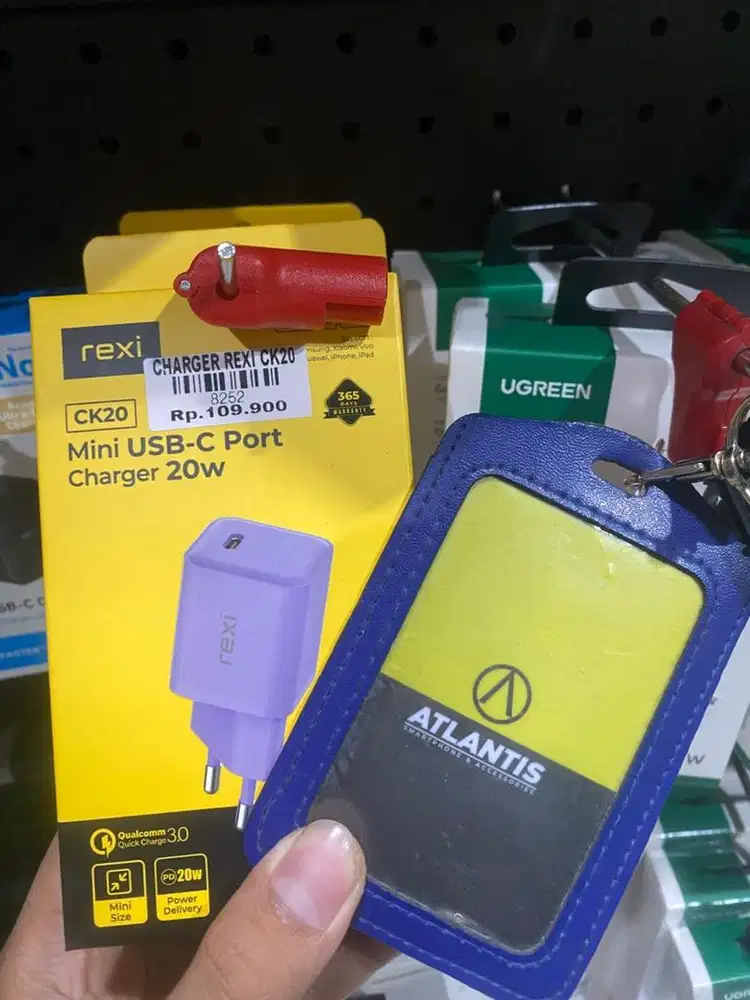 rexi
CHARGER REXI CK20
8252
Rp.109.900
365
DAYS
WARRANTY
CK20
Mini USB-C Port
Charger 20w
rexi
Qualcomm 3.0
Quick Charge
Mini
Size
PD 20w
Power
Delivery
UGREEN
ATLANTIS
SMARTPHONE & ACCESSORIES